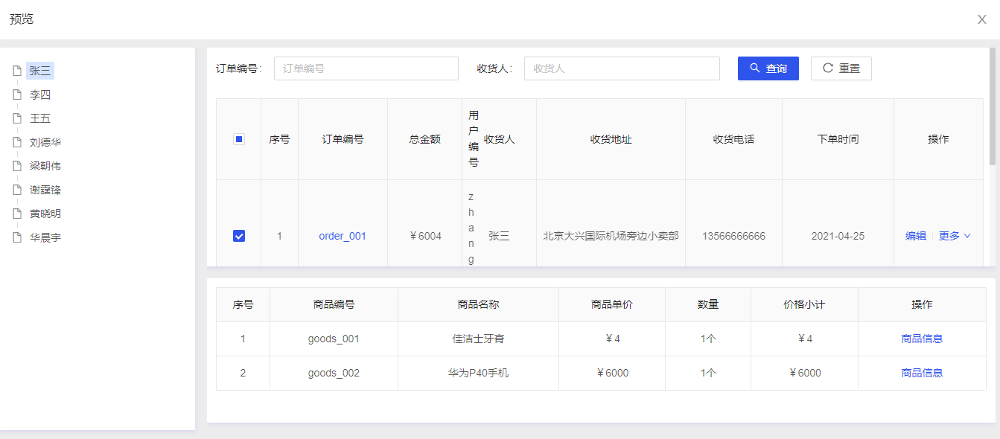 预览
张三
李四
王五
刘德华
梁朝伟
谢霆锋
黄晓明
华晨宇
订单编号： 订单编号 收货人： 收货人 查询 重置
序号 订单编号 总金额 用户编号 收货人 收货地址 收货电话 下单时间 操作
1 order_001 ￥6004 zhang 张三 北京大兴国际机场旁边小卖部 13566666666 2021-04-25 编辑 更多
序号 商品编号 商品名称 商品单价 数量 价格小计 操作
1 goods_001 佳洁士牙膏 ￥4 1个 ￥4 商品信息
2 goods_002 华为P40手机 ￥6000 1个 ￥6000 商品信息